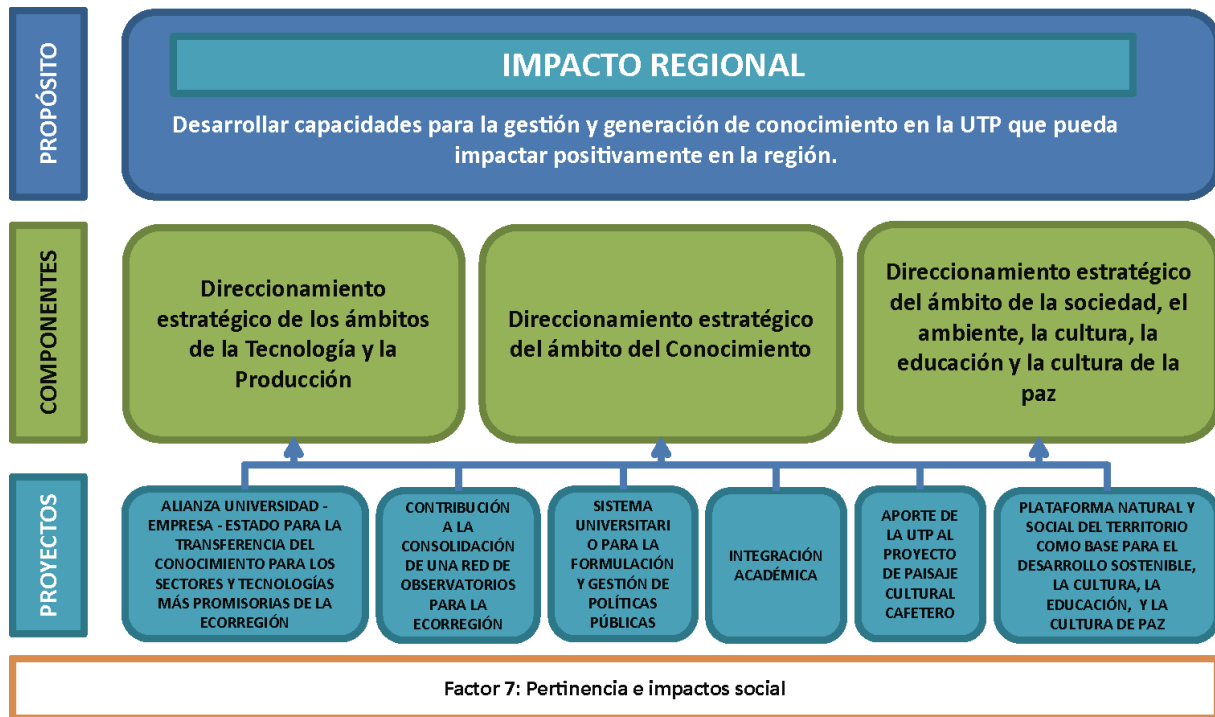 PROPÓSITO
IMPACTO REGIONAL
Desarrollar capacidades para la gestión y generación de conocimiento en la UTP que pueda
impactar positivamente en la región.
COMPONENTES
Direccionamiento
estratégico de los ámbitos
de la Tecnología y la
Producción
Direccionamiento estratégico
del ámbito del Conocimiento
Direccionamiento estratégico
del ámbito de la sociedad, el
ambiente, la cultura, la
educación y la cultura de la
paz
PROYECTOS
ALIANZA UNIVERSIDAD -
EMPRESA - ESTADO PARA LA
TRANSFERENCIA DEL
CONOCIMIENTO PARA LOS
SECTORES Y TECNOLOGÍAS
MÁS PROMISORIAS DE LA
ECORREGIÓN
CONTRIBUCIÓN
A LA
CONSOLIDACIÓN
DE UNA RED DE
OBSERVATORIOS
PARA LA
ECORREGIÓN
SISTEMA
UNIVERSITARI
O PARA LA
FORMULACIÓN
Y GESTIÓN DE
POLÍTICAS
PÚBLICAS
INTEGRACIÓN
ACADÉMICA
APORTE DE
LA UTP AL
PROYECTO
DE PAISAJE
CULTURAL
CAFETERO
PLATAFORMA NATURAL Y
SOCIAL DEL TERRITORIO
COMO BASE PARA EL
DESARROLLO SOSTENIBLE,
LA CULTURA, LA
EDUCACIÓN, Y LA
CULTURA DE PAZ
Factor 7: Pertinencia e impactos social